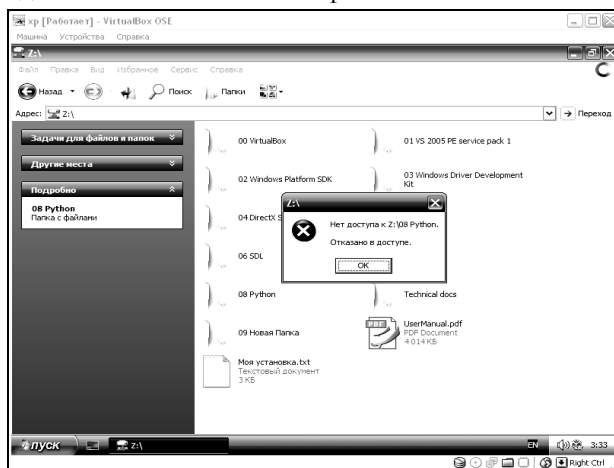 xp [Работает] - VirtualBox OSE
Машина Устройства Справка
Z:\
Файл Правка Вид Избранное Сервис Справка
Назад Поиск Папки
Адрес: Z:\ Переход
Задачи для файлов и папок
Другие места
Подробно
08 Python
Папка с файлами
00 VirtualBox
01 VS 2005 PE service pack 1
02 Windows Platform SDK
03 Windows Driver Development
Kit
04 DirectX S
06 SDL
08 Python
Technical docs
09 Новая Папка
UserManual.pdf
PDF Document
4 014 КБ
Моя установка.txt
Текстовый документ
3 КБ
Z:\
Нет доступа к Z:\08 Python.
Отказано в доступе.
OK
пуск Z:\ EN 3:33
Right Ctrl